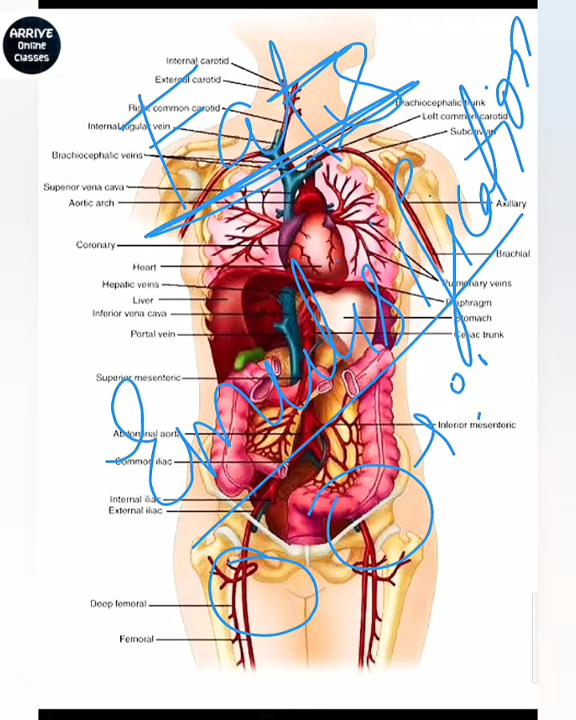 ARRIVE
Online
Classes
Internal carotid
External carotid
Right common carotid
Internal jugular vein
Brachiocephalic veins
Superior vena cava
Aortic arch
Coronary
Heart
Hepatic veins
Liver
Inferior vena cava
Portal vein
Superior mesenteric
Abdominal aorta
Common iliac
Internal iliac
External iliac
Deep femoral
Femoral
Brachiocephalic trunk
Left common carotid
Subclavian
Axillary
Brachial
Pulmonary veins
Diaphragm
Stomach
Celiac trunk
Inferior mesenteric
Fats
Emulsification